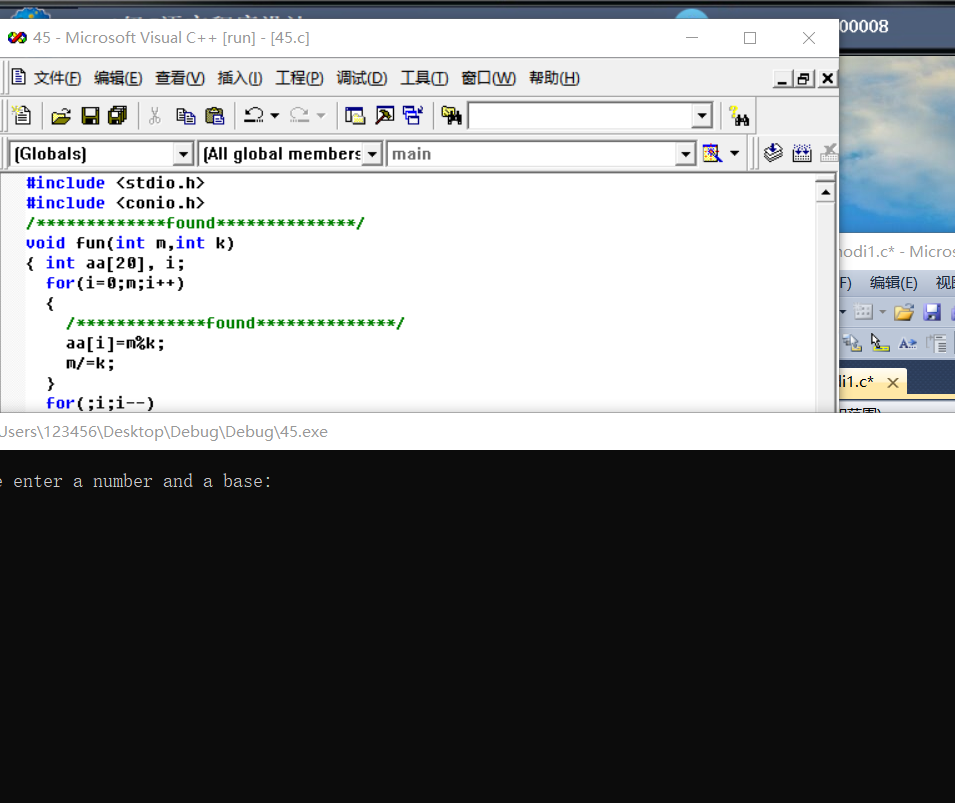 00008
45 - Microsoft Visual C++ [run] - [45.c]
文件(F) 编辑(E) 查看(V) 插入(I) 工程(P) 调试(D) 工具(T) 窗口(W) 帮助(H)
(Globals) (All global members main
#include <stdio.h>
#include <conio.h>
/*************found**************/
void fun(int m,int k)
{ int aa[20], i;
for(i=0;m;i++)
{
/*************found**************/
aa[i]=m%k;
m/=k;
}
for(;i;i--)
odi1.c* - Micros
F) 编辑(E) 视图
di1.c*
Users\123456\Desktop\Debug\Debug\45.exe
e enter a number and a base: